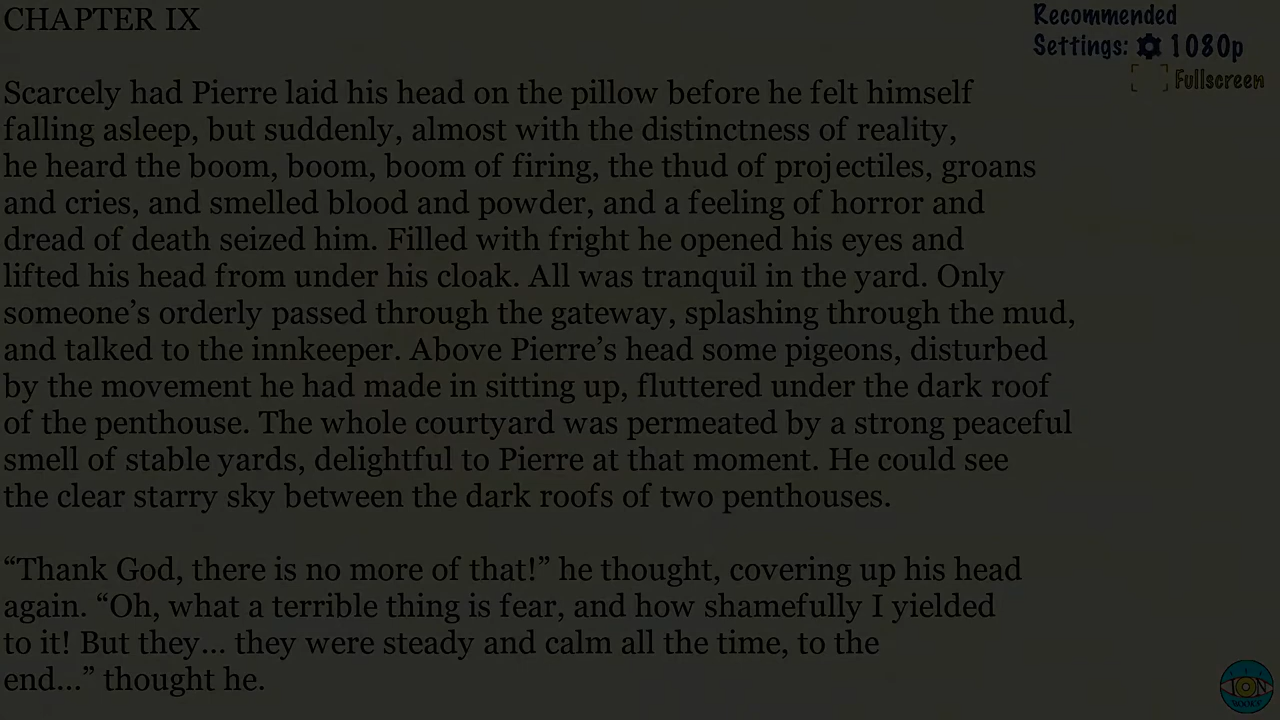 CHAPTER IX
Recommended
Settings: 1080p
Fullscreen
Scarcely had Pierre laid his head on the pillow before he felt himself
falling asleep, but suddenly, almost with the distinctness of reality,
he heard the boom, boom, boom of firing, the thud of projectiles, groans
and cries, and smelled blood and powder, and a feeling of horror and
dread of death seized him. Filled with fright he opened his eyes and
lifted his head from under his cloak. All was tranquil in the yard. Only
someone’s orderly passed through the gateway, splashing through the mud,
and talked to the innkeeper. Above Pierre’s head some pigeons, disturbed
by the movement he had made in sitting up, fluttered under the dark roof
of the penthouse. The whole courtyard was permeated by a strong peaceful
smell of stable yards, delightful to Pierre at that moment. He could see
the clear starry sky between the dark roofs of two penthouses.
“Thank God, there is no more of that!” he thought, covering up his head
again. “Oh, what a terrible thing is fear, and how shamefully I yielded
to it! But they... they were steady and calm all the time, to the
end...” thought he.